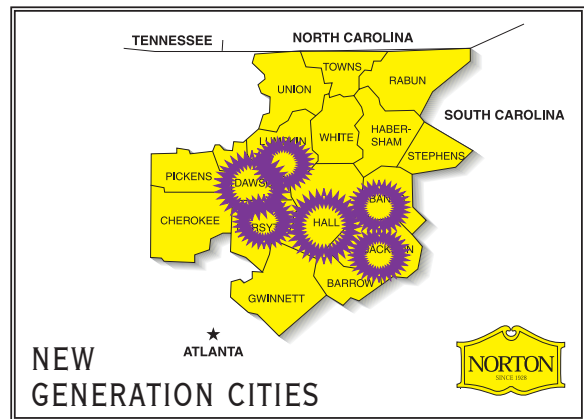 TENNESSEE
NORTH CAROLINA
TOWNS
RABUN
UNION
SOUTH CAROLINA
WHITE
HABER-
SHAM
STEPHENS
PICKENS
HALL
CHEROKEE
BARROW
GWINNETT
ATLANTA
NEW
GENERATION CITIES
NORTON
SINCE 1928